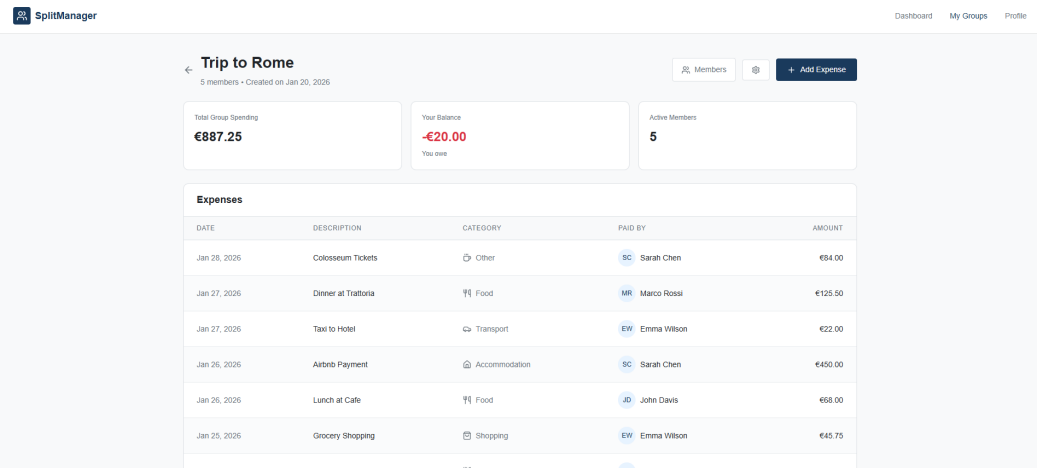 SplitManager
Dashboard My Groups Profile
Trip to Rome
5 members • Created on Jan 20, 2026
Members
Add Expense
Total Group Spending
€887.25
Your Balance
-€20.00
You owe
Active Members
5
Expenses
DATE DESCRIPTION CATEGORY PAID BY AMOUNT
Jan 28, 2026 Colosseum Tickets Other SC Sarah Chen €84.00
Jan 27, 2026 Dinner at Trattoria Food MR Marco Rossi €125.50
Jan 27, 2026 Taxi to Hotel Transport EW Emma Wilson €22.00
Jan 26, 2026 Airbnb Payment Accommodation SC Sarah Chen €450.00
Jan 26, 2026 Lunch at Cafe Food JD John Davis €68.00
Jan 25, 2026 Grocery Shopping Shopping EW Emma Wilson €45.75